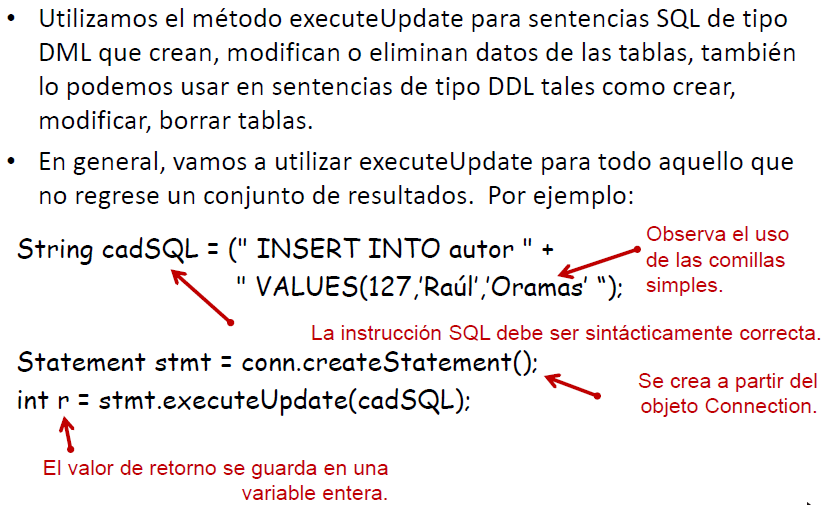 • Utilizamos el método executeUpdate para sentencias SQL de tipo
DML que crean, modifican o eliminan datos de las tablas, también
lo podemos usar en sentencias de tipo DDL tales como crear,
modificar, borrar tablas.
• En general, vamos a utilizar executeUpdate para todo aquello que
no regrese un conjunto de resultados. Por ejemplo:
String cadSQL = (" INSERT INTO autor " +
" VALUES(127,’Raúl’,’Oramas’ “);
Observa el uso
de las comillas
simples.
La instrucción SQL debe ser sintácticamente correcta.
Statement stmt = conn.createStatement();
int r = stmt.executeUpdate(cadSQL);
Se crea a partir del
objeto Connection.
El valor de retorno se guarda en una
variable entera.